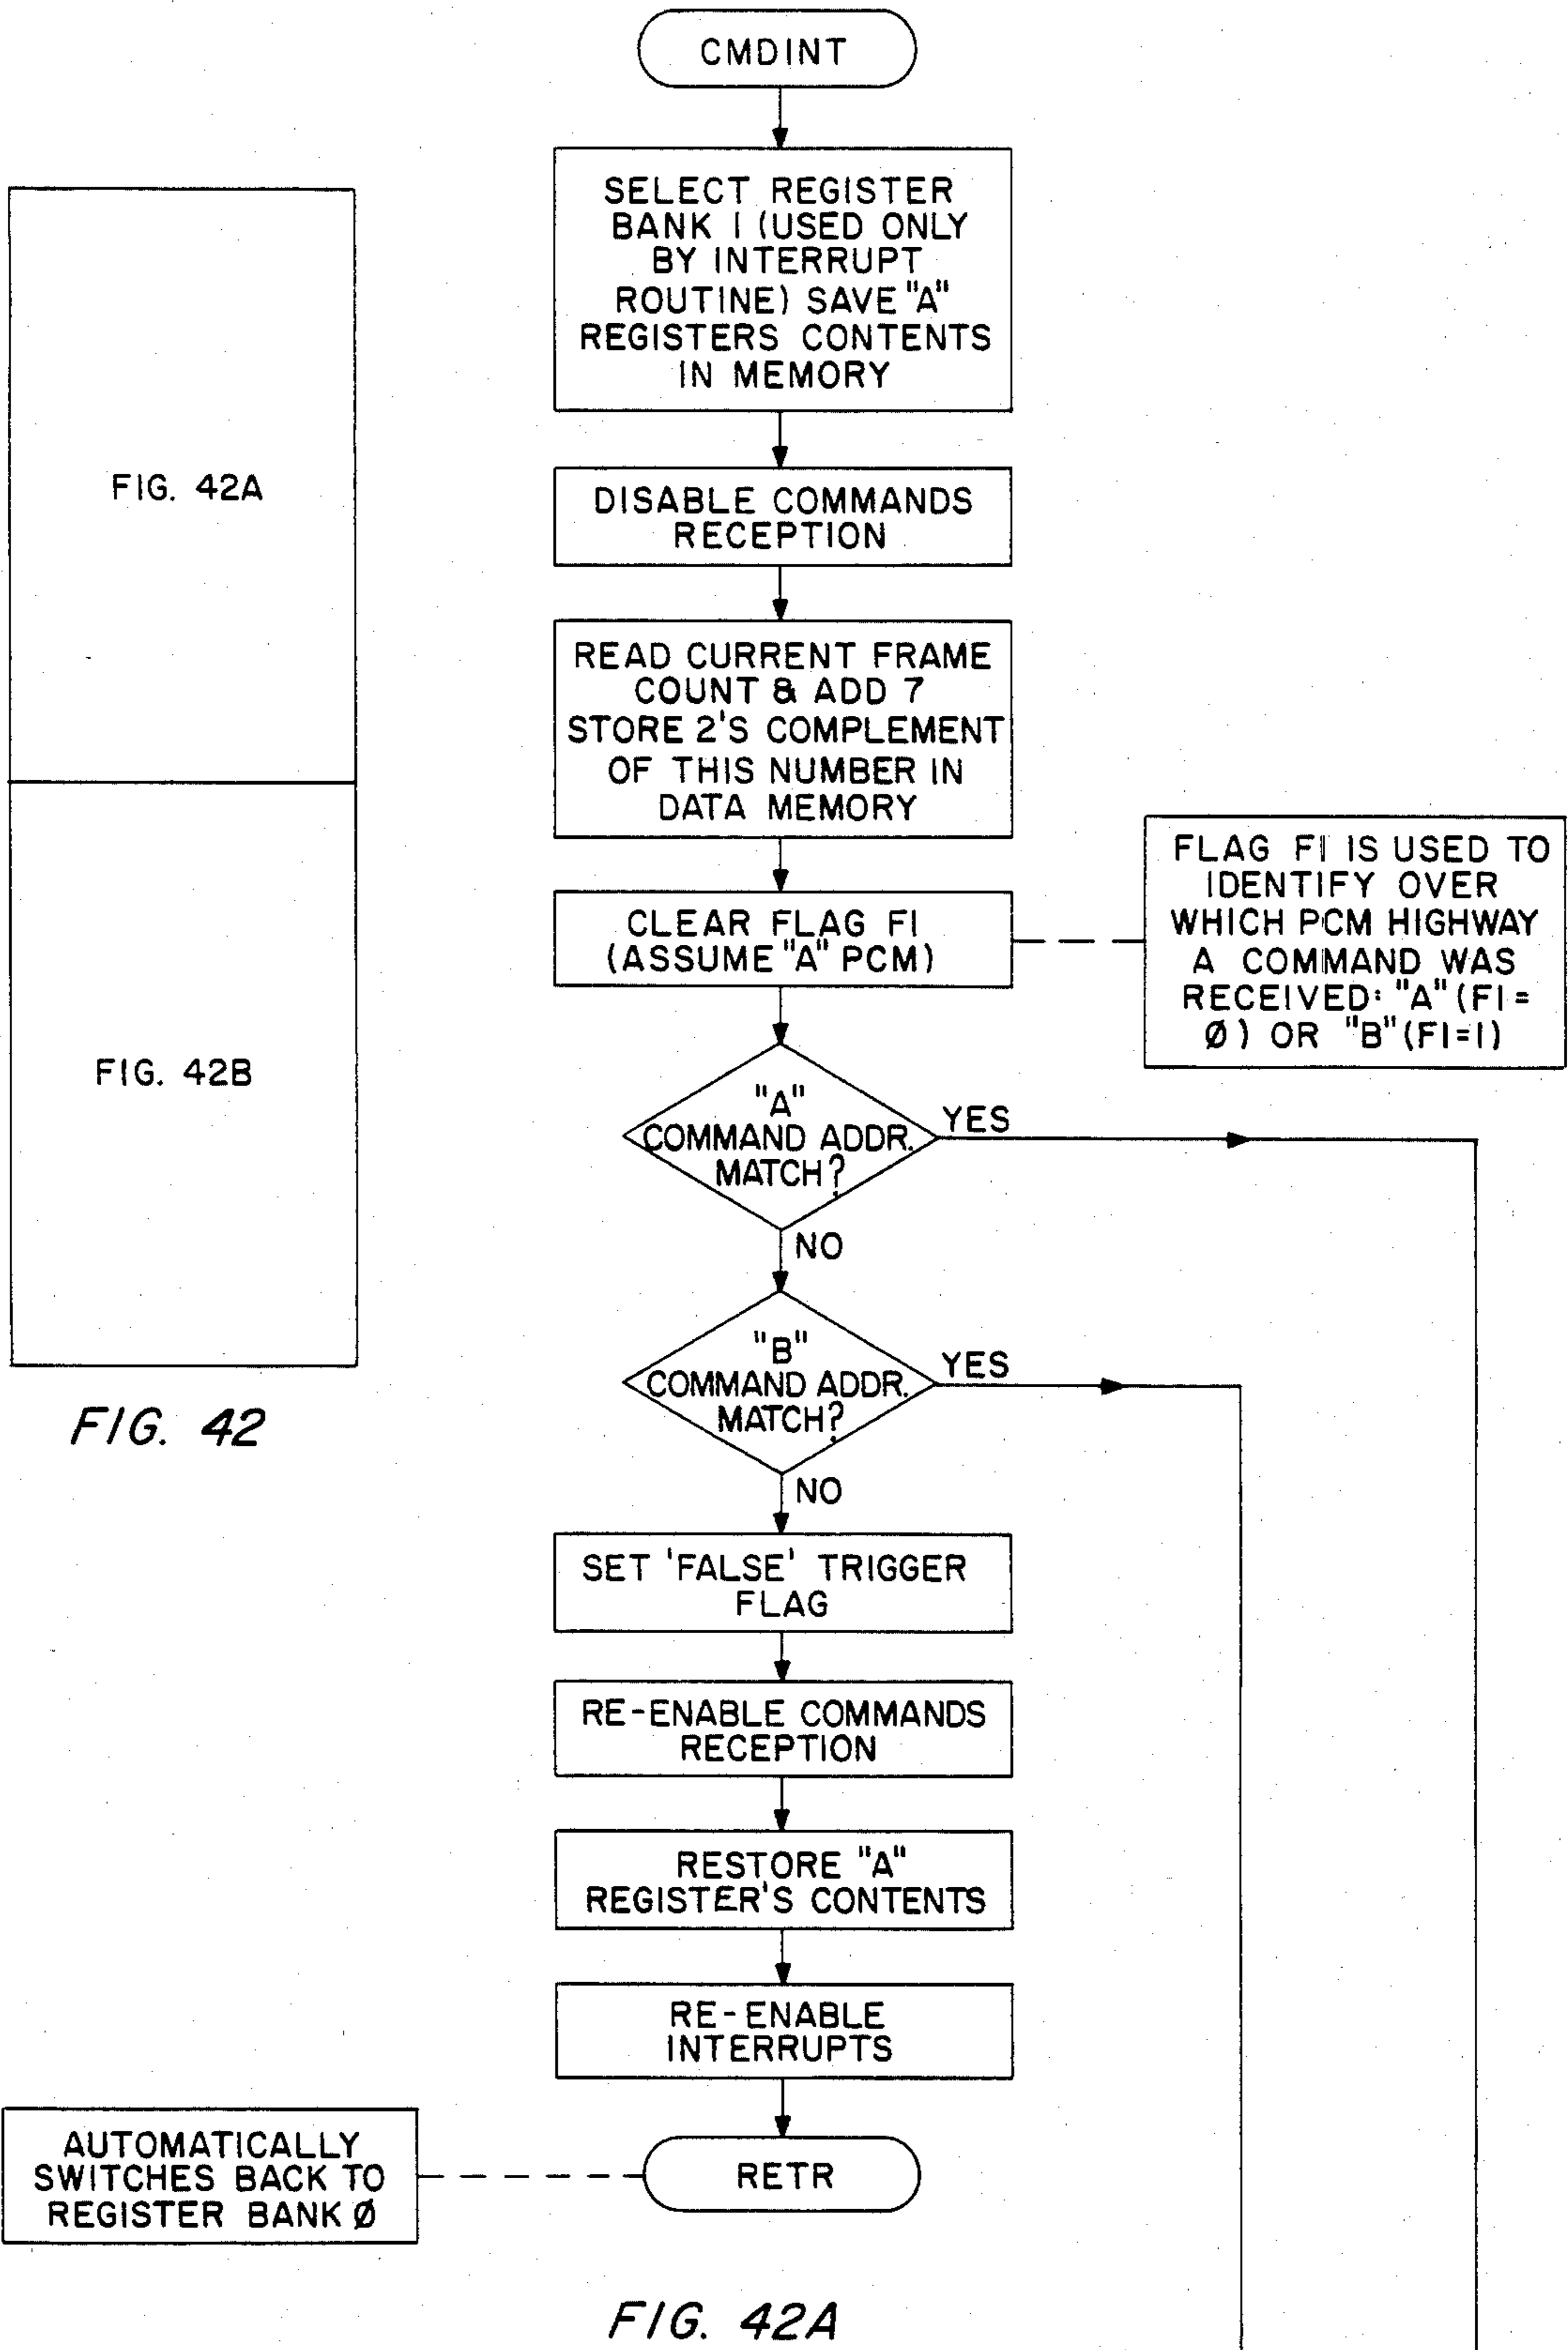 CMDINT
SELECT REGISTER
BANK 1 (USED ONLY
BY INTERRUPT
ROUTINE) SAVE "A"
REGISTERS CONTENTS
IN MEMORY
DISABLE COMMANDS
RECEPTION
READ CURRENT FRAME
COUNT & ADD 7
STORE 2'S COMPLEMENT
OF THIS NUMBER IN
DATA MEMORY
CLEAR FLAG F1
(ASSUME "A" PCM)
FLAG F1 IS USED TO
IDENTIFY OVER
WHICH PCM HIGHWAY
A COMMAND WAS
RECEIVED: "A" (F1=
Ø) OR "B" (F1=1)
"A"
COMMAND ADDR.
MATCH?
YES
NO
"B"
COMMAND ADDR.
MATCH?
YES
NO
SET 'FALSE' TRIGGER
FLAG
RE-ENABLE COMMANDS
RECEPTION
RESTORE "A"
REGISTER'S CONTENTS
RE-ENABLE
INTERRUPTS
RETR
AUTOMATICALLY
SWITCHES BACK TO
REGISTER BANK Ø
FIG. 42A
FIG. 42A
FIG. 42B
FIG. 42